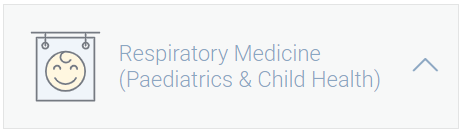 Respiratory Medicine
(Paediatrics & Child Health)